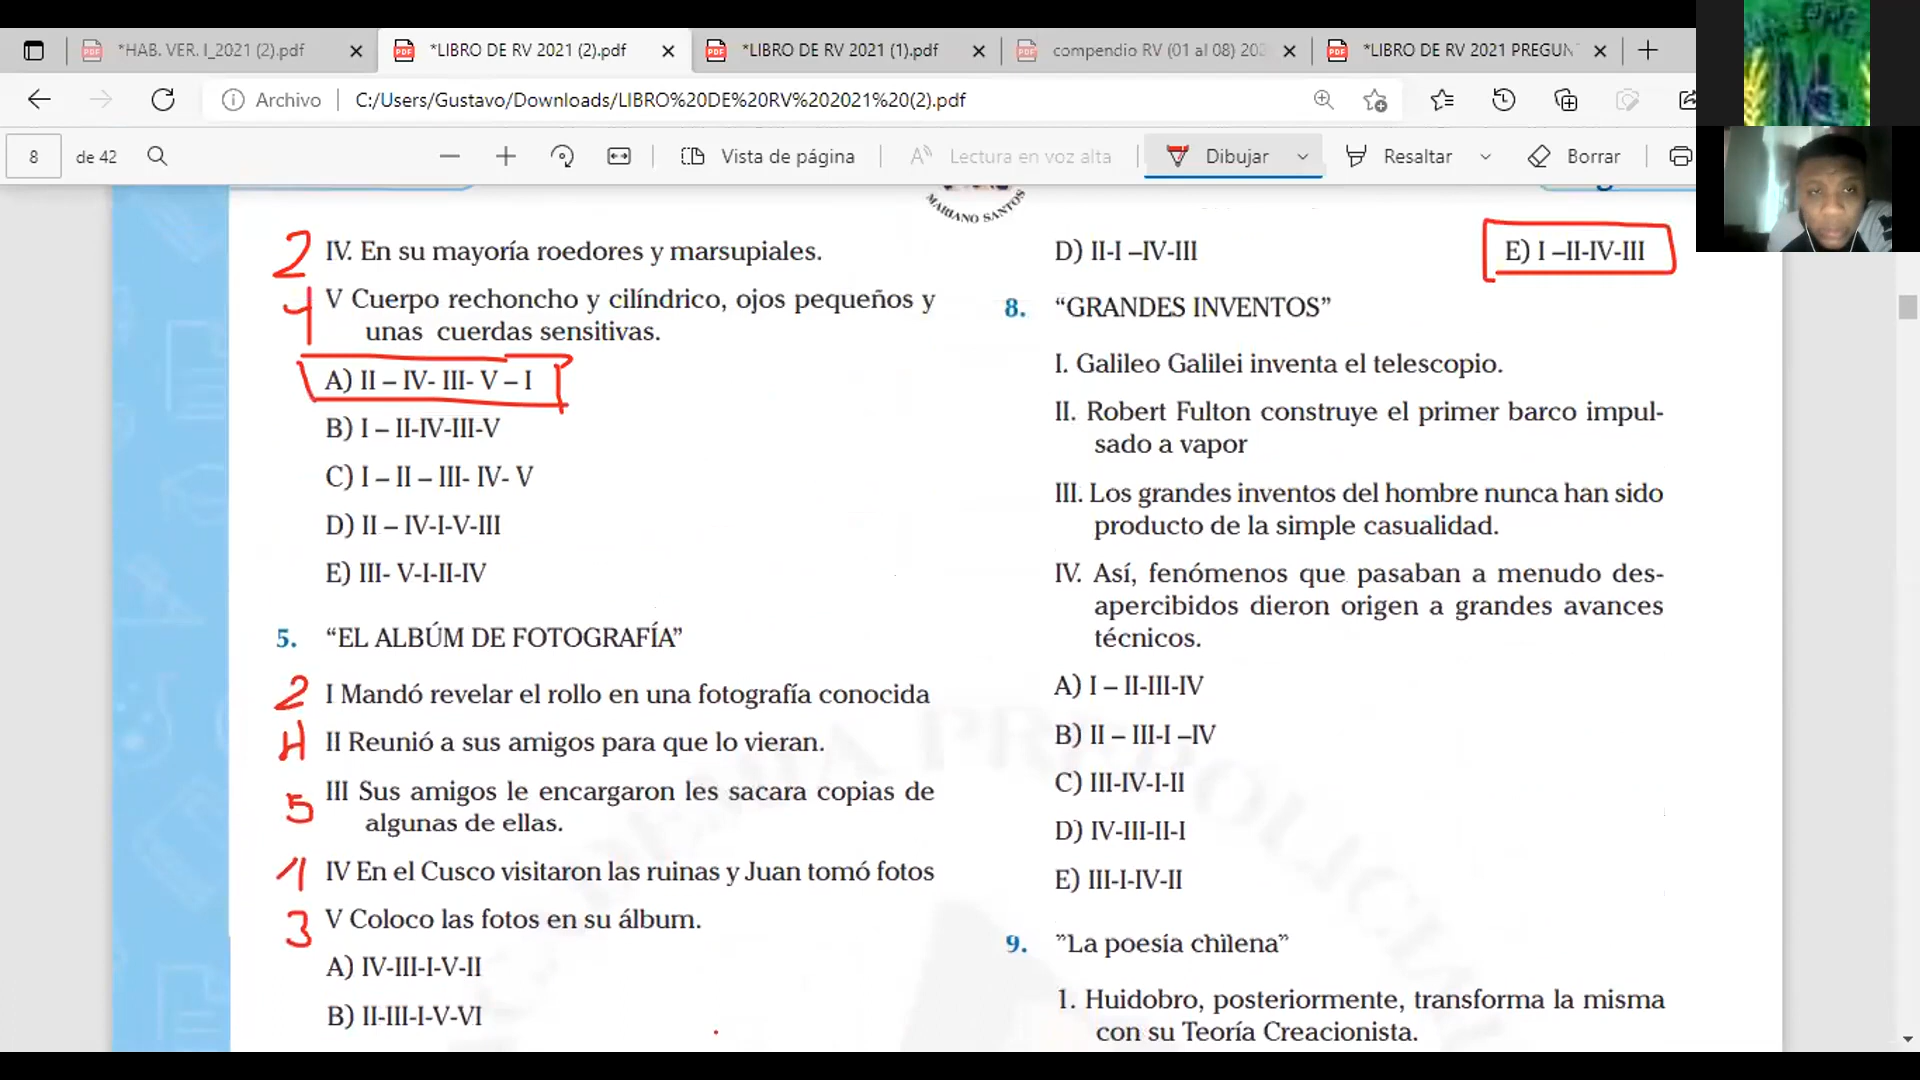 *HAB. VER. I_2021 (2).pdf
*LIBRO DE RV 2021 (2).pdf
*LIBRO DE RV 2021 (1).pdf
compendio RV (01 al 08) 202
*LIBRO DE RV 2021 PREGUN
Archivo
C:/Users/Gustavo/Downloads/LIBRO%20DE%20RV%202021%20(2).pdf
8
de 42
Vista de página
Lectura en voz alta
Dibujar
Resaltar
Borrar
MARIANO SANTOS
2 IV. En su mayoría roedores y marsupiales.
4 V Cuerpo rechoncho y cilíndrico, ojos pequeños y
unas cuerdas sensitivas.
A) II – IV- III- V – I
B) I – II-IV-III-V
C) I – II – III- IV- V
D) II – IV-I-V-III
E) III- V-I-II-IV
5. “EL ALBÚM DE FOTOGRAFÍA”
2 I Mandó revelar el rollo en una fotografía conocida
4 II Reunió a sus amigos para que lo vieran.
5 III Sus amigos le encargaron les sacara copias de
algunas de ellas.
1 IV En el Cusco visitaron las ruinas y Juan tomó fotos
3 V Coloco las fotos en su álbum.
A) IV-III-I-V-II
B) II-III-I-V-VI
D) II-I –IV-III
E) I –II-IV-III
8. “GRANDES INVENTOS”
I. Galileo Galilei inventa el telescopio.
II. Robert Fulton construye el primer barco impul-
sado a vapor
III. Los grandes inventos del hombre nunca han sido
producto de la simple casualidad.
IV. Así, fenómenos que pasaban a menudo des-
apercibidos dieron origen a grandes avances
técnicos.
A) I – II-III-IV
B) II – III-I –IV
C) III-IV-I-II
D) IV-III-II-I
E) III-I-IV-II
9. ”La poesía chilena”
1. Huidobro, posteriormente, transforma la misma
con su Teoría Creacionista.
ACADEMIA PREPOLICIAL